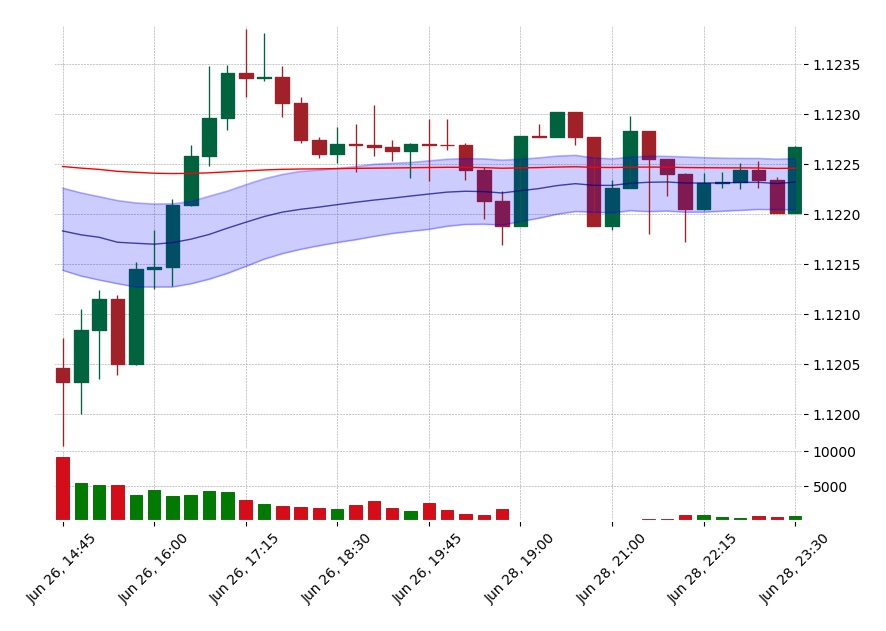 1.1235
1.1230
1.1225
1.1220
1.1215
1.1210
1.1205
1.1200
10000
5000
Jun 26, 14:45
Jun 26, 16:00
Jun 26, 17:15
Jun 26, 18:30
Jun 26, 19:45
Jun 28, 19:00
Jun 28, 21:00
Jun 28, 22:15
Jun 28, 23:30